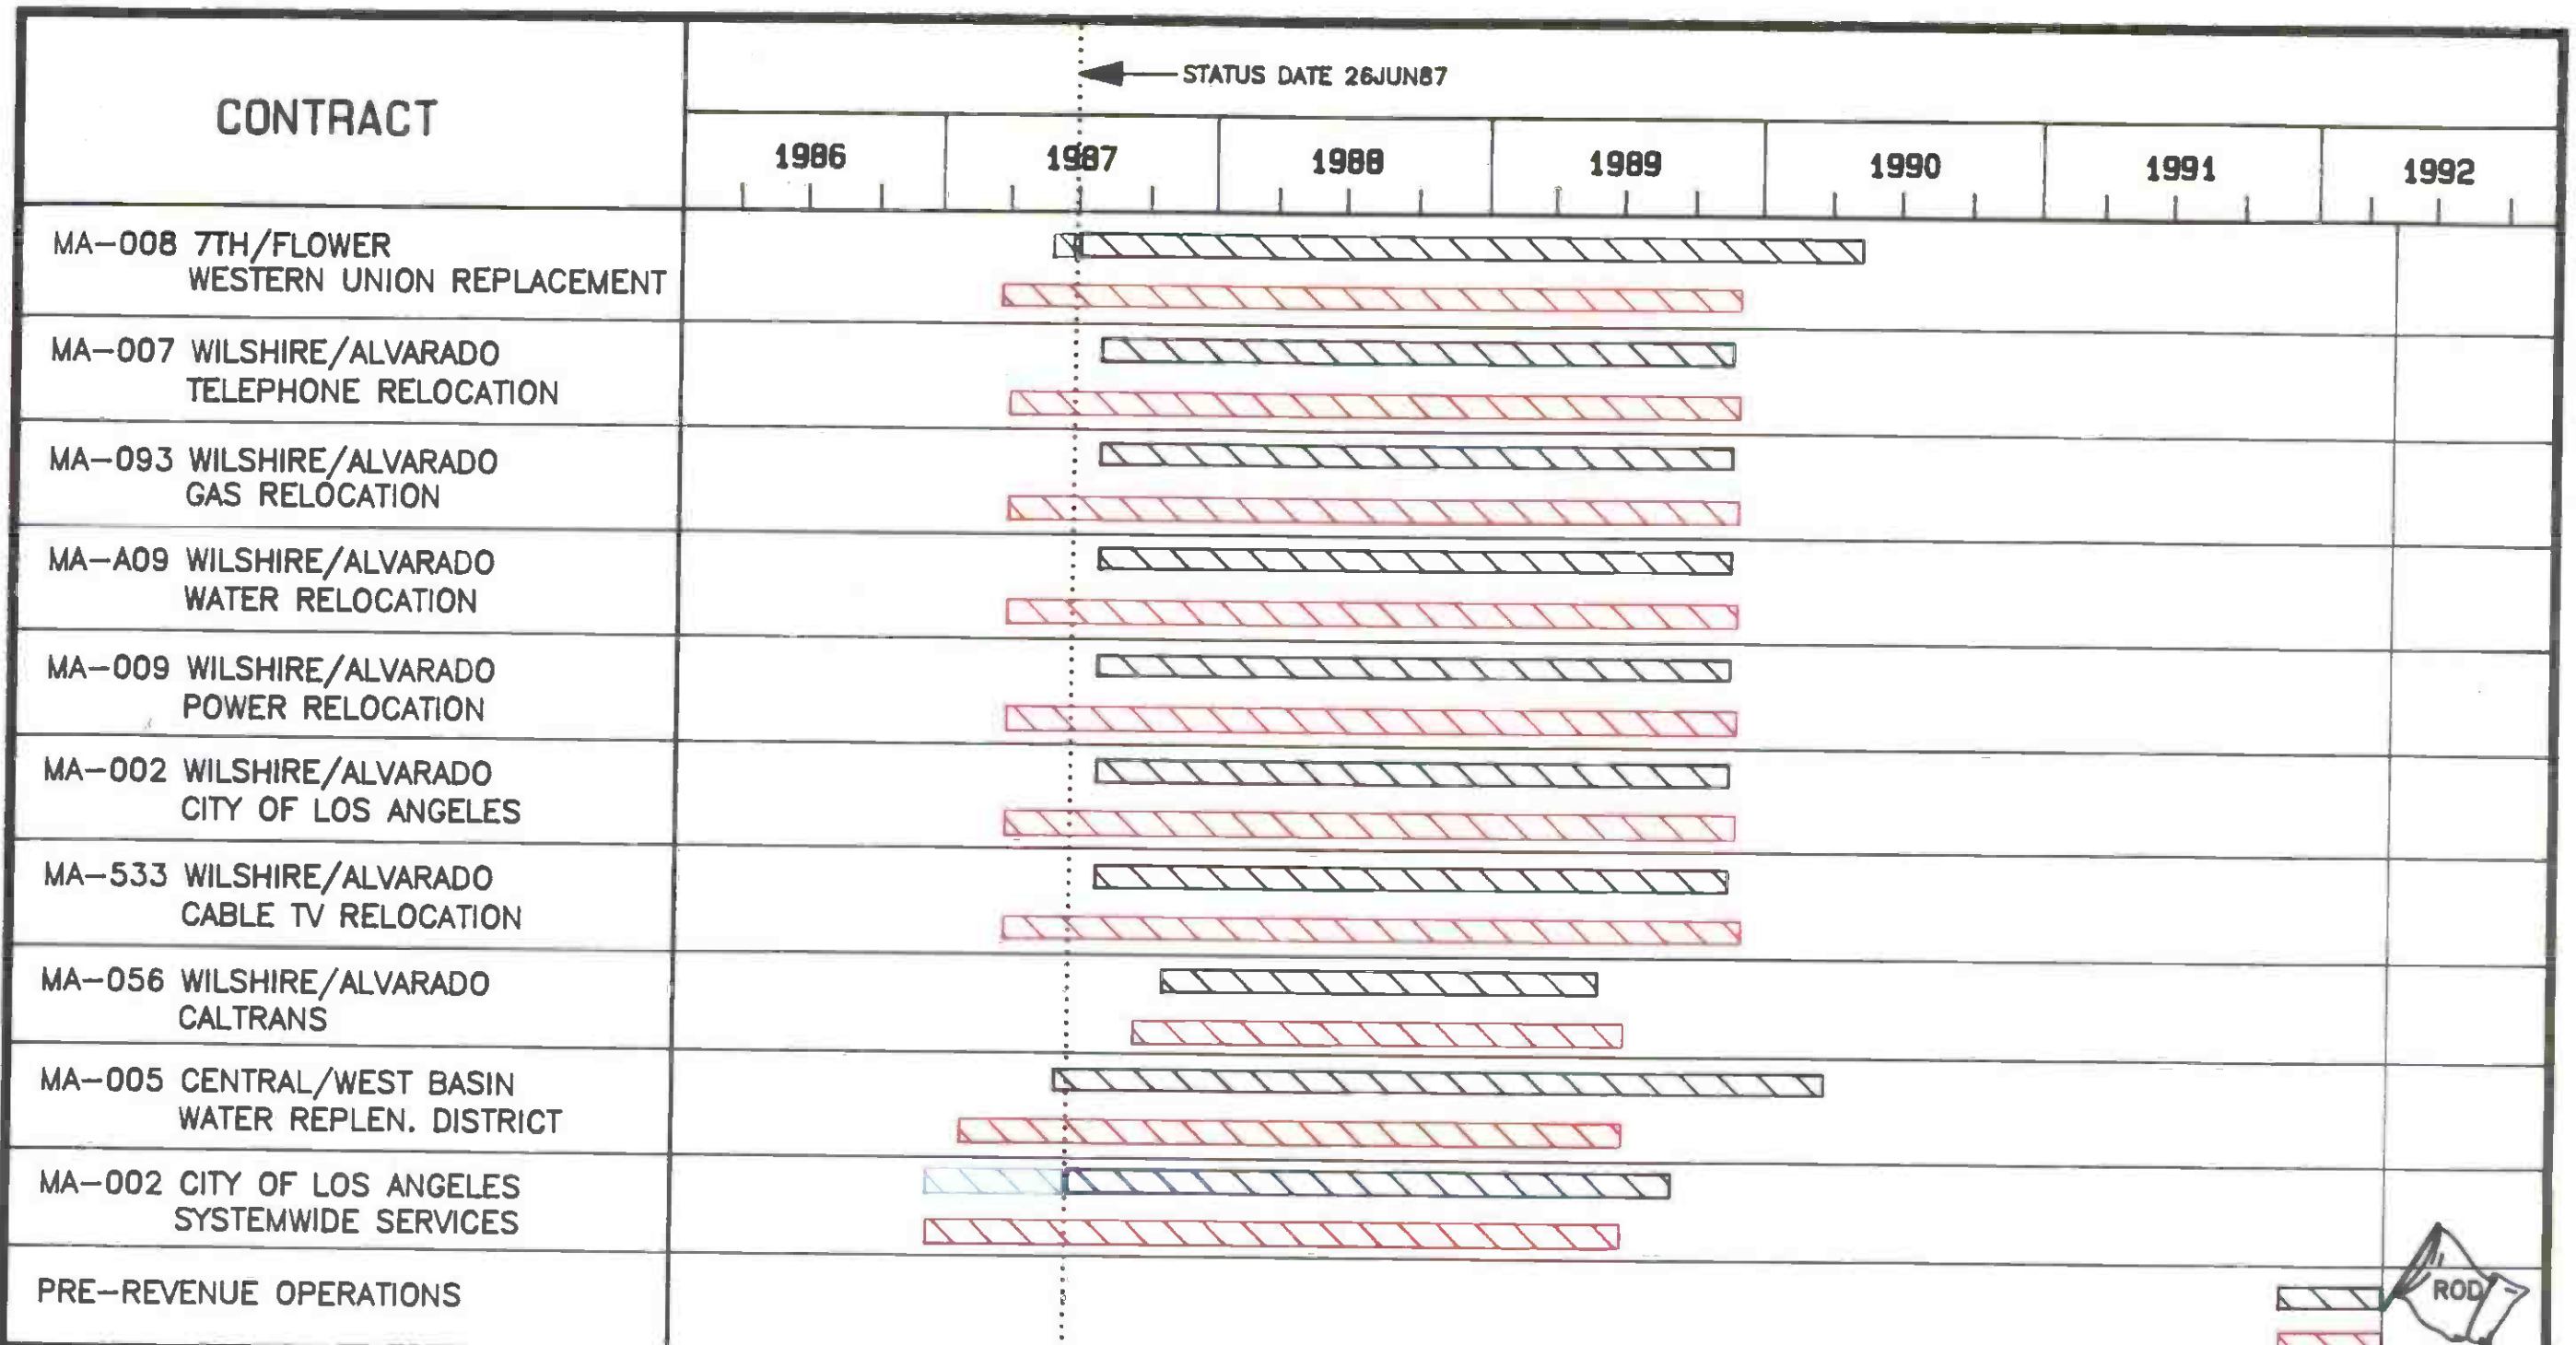 STATUS DATE 26JUN87
CONTRACT
1986 1987 1988 1989 1990 1991 1992
MA-008 7TH/FLOWER
WESTERN UNION REPLACEMENT
MA-007 WILSHIRE/ALVARADO
TELEPHONE RELOCATION
MA-093 WILSHIRE/ALVARADO
GAS RELOCATION
MA-A09 WILSHIRE/ALVARADO
WATER RELOCATION
MA-009 WILSHIRE/ALVARADO
POWER RELOCATION
MA-002 WILSHIRE/ALVARADO
CITY OF LOS ANGELES
MA-533 WILSHIRE/ALVARADO
CABLE TV RELOCATION
MA-056 WILSHIRE/ALVARADO
CALTRANS
MA-005 CENTRAL/WEST BASIN
WATER REPLEN. DISTRICT
MA-002 CITY OF LOS ANGELES
SYSTEMWIDE SERVICES
PRE-REVENUE OPERATIONS
ROD